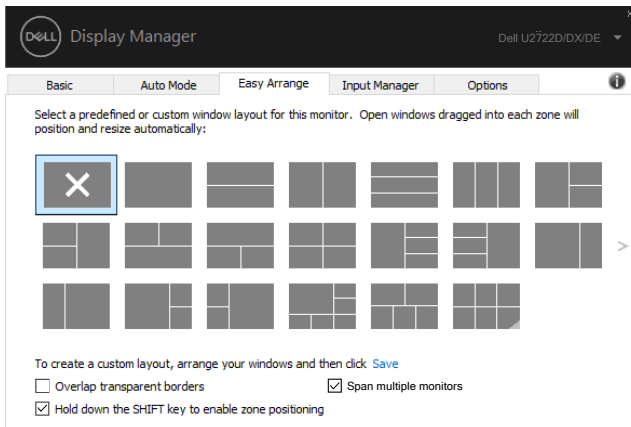 DELL Display Manager
Dell U2722D/DX/DE
Basic Auto Mode Easy Arrange Input Manager Options
Select a predefined or custom window layout for this monitor. Open windows dragged into each zone will
position and resize automatically:
To create a custom layout, arrange your windows and then click Save
Overlap transparent borders
Span multiple monitors
Hold down the SHIFT key to enable zone positioning